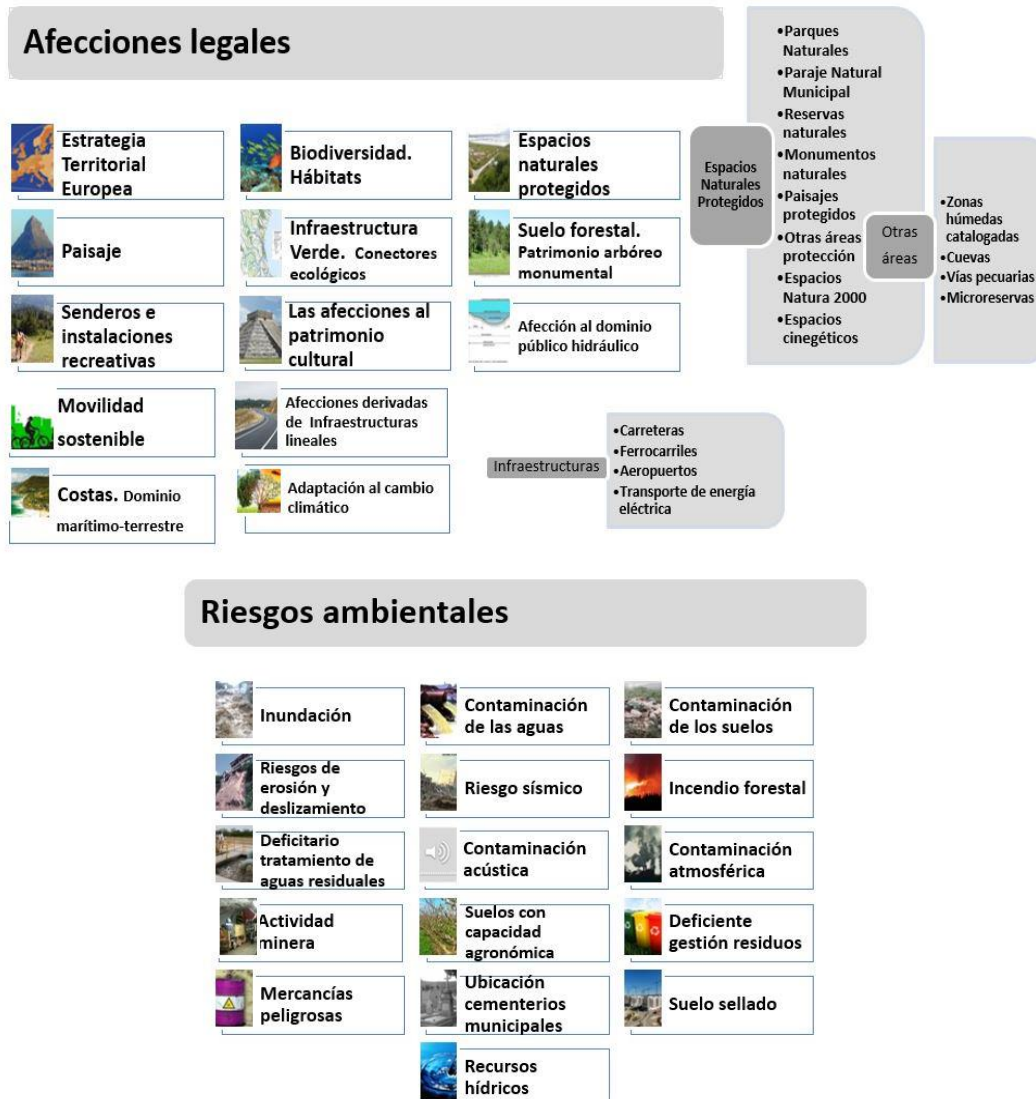 Afecciones legales
Estrategia
Territorial
Europea
Biodiversidad.
Hábitats
Espacios
naturales
protegidos
Paisaje
Infraestructura
Verde. Conectores
ecológicos
Suelo forestal.
Patrimonio arbóreo
monumental
Senderos e
instalaciones
recreativas
Las afecciones al
patrimonio
cultural
Afección al dominio
público hidráulico
Movilidad
sostenible
Afecciones derivadas
de Infraestructuras
lineales
Costas. Dominio
marítimo-terrestre
Adaptación al cambio
climático
Espacios
Naturales
Protegidos
•Parques
Naturales
•Paraje Natural
Municipal
•Reservas
naturales
•Monumentos
naturales
•Paisajes
protegidos
•Otras áreas
protección
•Espacios
Natura 2000
•Espacios
cinegéticos
Otras
áreas
•Zonas
húmedas
catalogadas
•Cuevas
•Vías pecuarias
•Microreservas
Infraestructuras
•Carreteras
•Ferrocarriles
•Aeropuertos
•Transporte de energía
eléctrica
Riesgos ambientales
Inundación
Contaminación
de las aguas
Contaminación
de los suelos
Riesgos de
erosión y
deslizamiento
Riesgo sísmico
Incendio forestal
Deficitario
tratamiento de
aguas residuales
Contaminación
acústica
Contaminación
atmosférica
Actividad
minera
Suelos con
capacidad
agronómica
Deficiente
gestión residuos
Mercancías
peligrosas
Ubicación
cementerios
municipales
Suelo sellado
Recursos
hídricos